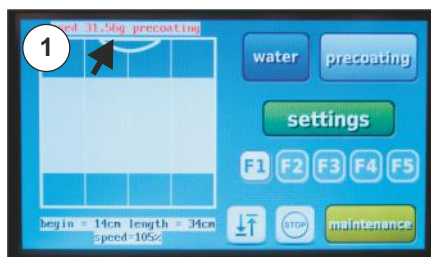 31.56g precoating
1
water
precoating
settings
F1 F2 F3 F4 F5
begin = 14cm length = 34cm
speed=105%
STOP
maintenance